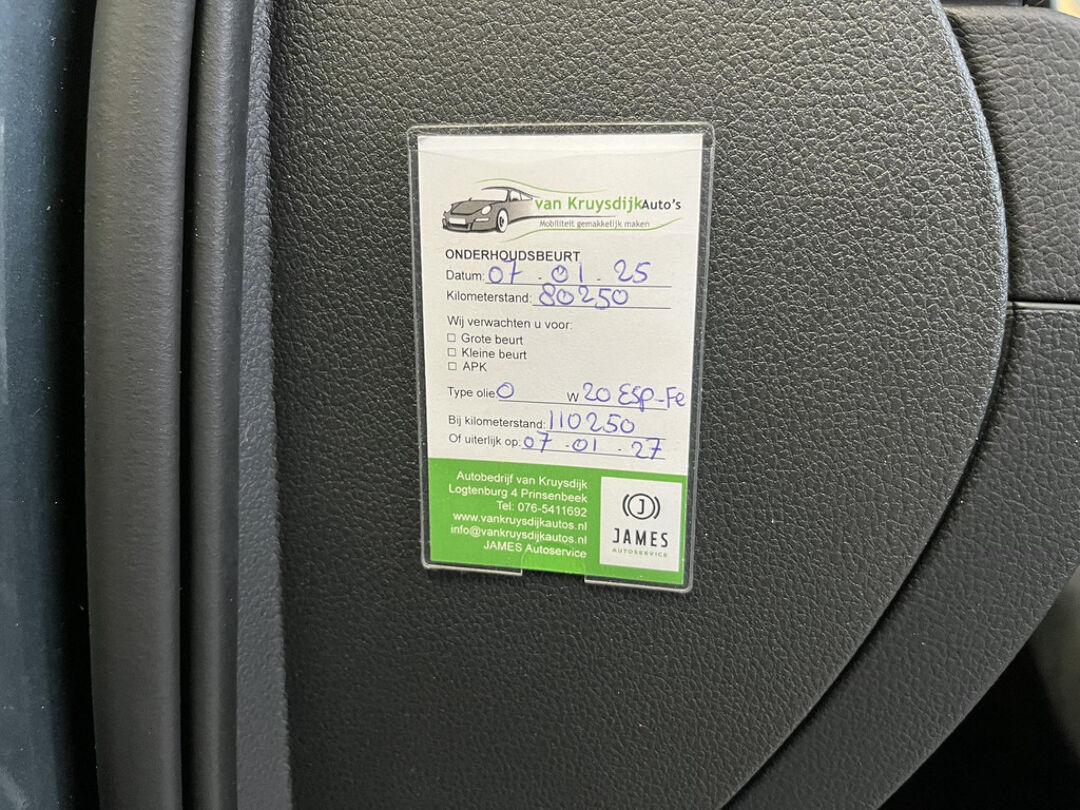 van Kruysdijk Auto's
Mobiliteit gemakkelijk maken
ONDERHOUDSBEURT
Datum: 07 - 01 - 25
Kilometerstand: 80250
Wij verwachten u voor:
☐ Grote beurt
☐ Kleine beurt
☐ APK
Type olie 0 W 20 ESP-Fe
Bij kilometerstand: 110250
Of uiterlijk op: 07 - 01 - 27
Autobedrijf van Kruysdijk
Logtenburg 4 Prinsenbeek
Tel: 076-5411692
www.vankruysdijkautos.nl
info@vankruysdijkautos.nl
JAMES Autoservice
J
JAMES
AUTOSERVICE